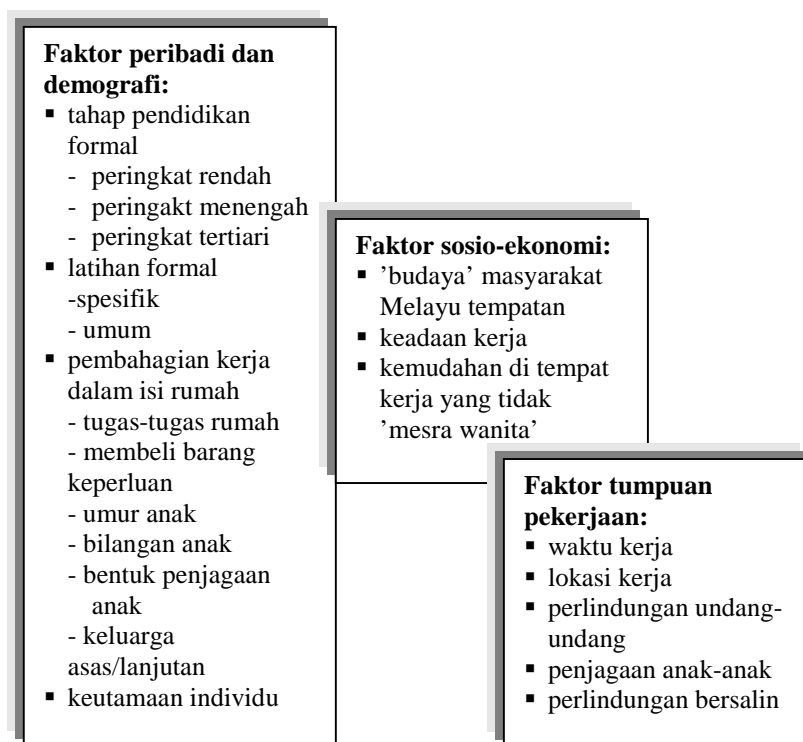 Faktor peribadi dan
demografi:
▪ tahap pendidikan
formal
- peringkat rendah
- peringakt menengah
- peringkat tertiari
▪ latihan formal
-spesifik
- umum
▪ pembahagian kerja
dalam isi rumah
- tugas-tugas rumah
- membeli barang
keperluan
- umur anak
- bilangan anak
- bentuk penjagaan
anak
- keluarga
asas/lanjutan
▪ keutamaan individu
Faktor sosio-ekonomi:
▪ ’budaya’ masyarakat
Melayu tempatan
▪ keadaan kerja
▪ kemudahan di tempat
kerja yang tidak
’mesra wanita’
Faktor tumpuan
pekerjaan:
▪ waktu kerja
▪ lokasi kerja
▪ perlindungan undang-
undang
▪ penjagaan anak-anak
▪ perlindungan bersalin